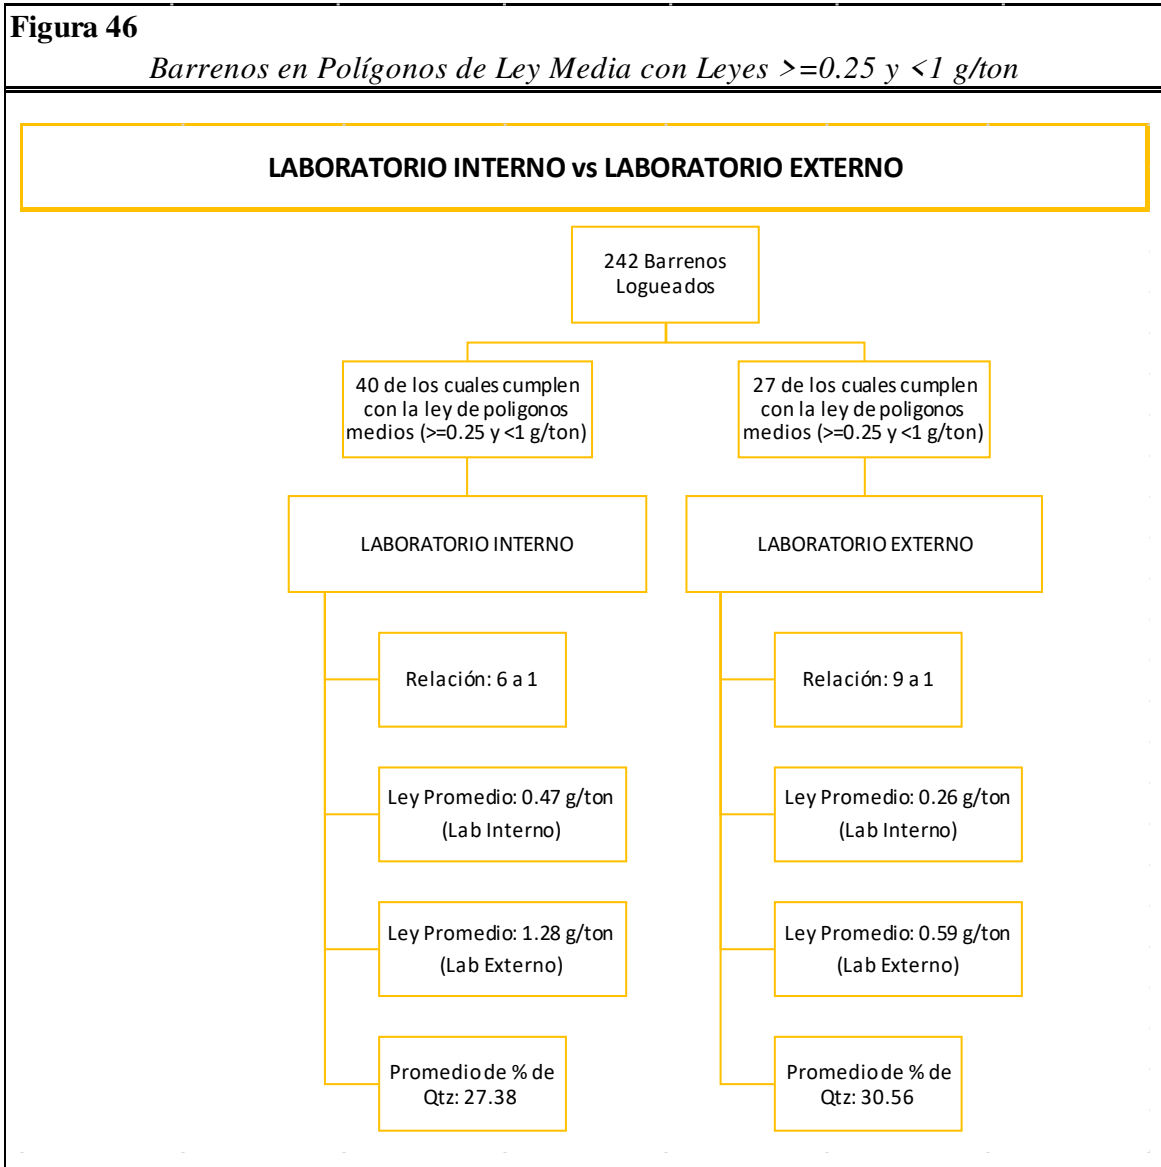 Figura 46
Barrenos en Polígonos de Ley Media con Leyes >=0.25 y <1 g/ton
LABORATORIO INTERNO vs LABORATORIO EXTERNO
242 Barrenos
Logueados
40 de los cuales cumplen
con la ley de poligonos
medios (>=0.25 y <1 g/ton)
27 de los cuales cumplen
con la ley de poligonos
medios (>=0.25 y <1 g/ton)
LABORATORIO INTERNO
LABORATORIO EXTERNO
Relación: 6 a 1
Relación: 9 a 1
Ley Promedio: 0.47 g/ton
(Lab Interno)
Ley Promedio: 0.26 g/ton
(Lab Interno)
Ley Promedio: 1.28 g/ton
(Lab Externo)
Ley Promedio: 0.59 g/ton
(Lab Externo)
Promedio de % de
Qtz: 27.38
Promedio de % de
Qtz: 30.56